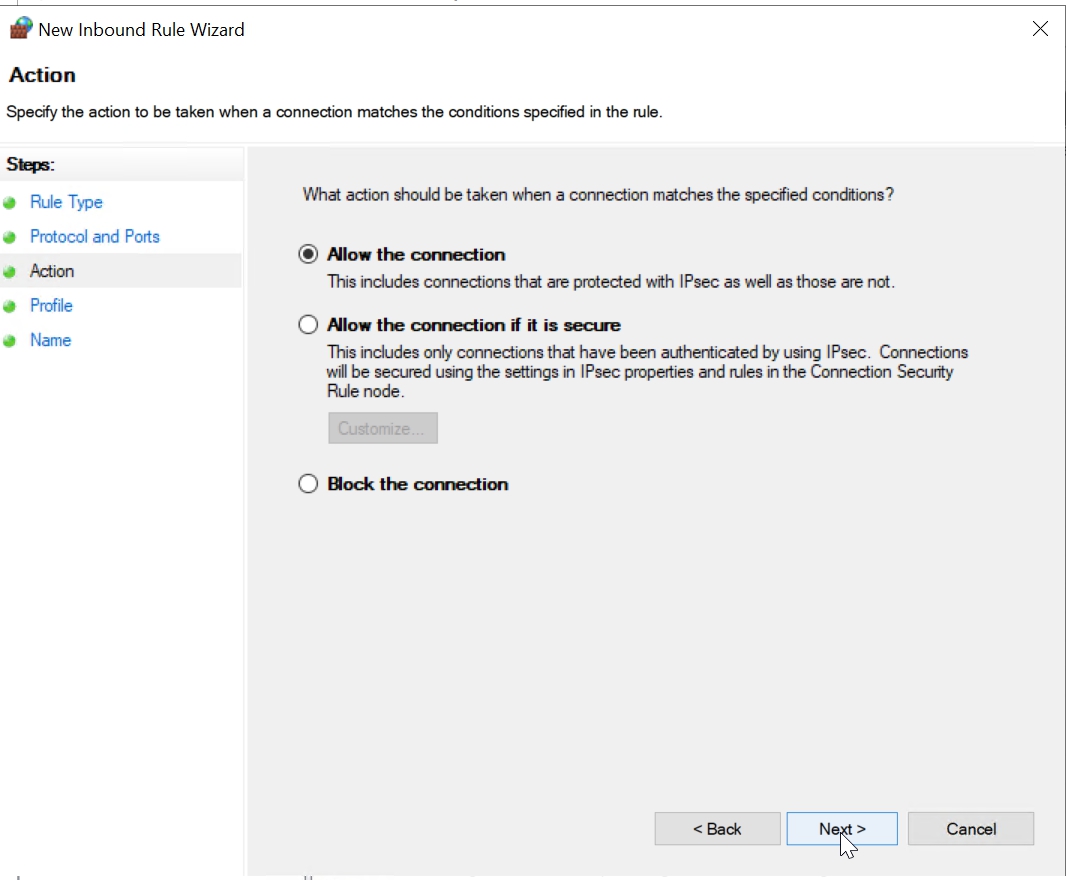 New Inbound Rule Wizard
Action
Specify the action to be taken when a connection matches the conditions specified in the rule.
Steps:
Rule Type
Protocol and Ports
Action
Profile
Name
What action should be taken when a connection matches the specified conditions?
Allow the connection
This includes connections that are protected with IPsec as well as those are not.
Allow the connection if it is secure
This includes only connections that have been authenticated by using IPsec. Connections
will be secured using the settings in IPsec properties and rules in the Connection Security
Rule node.
Customize...
Block the connection
< Back
Next >
Cancel